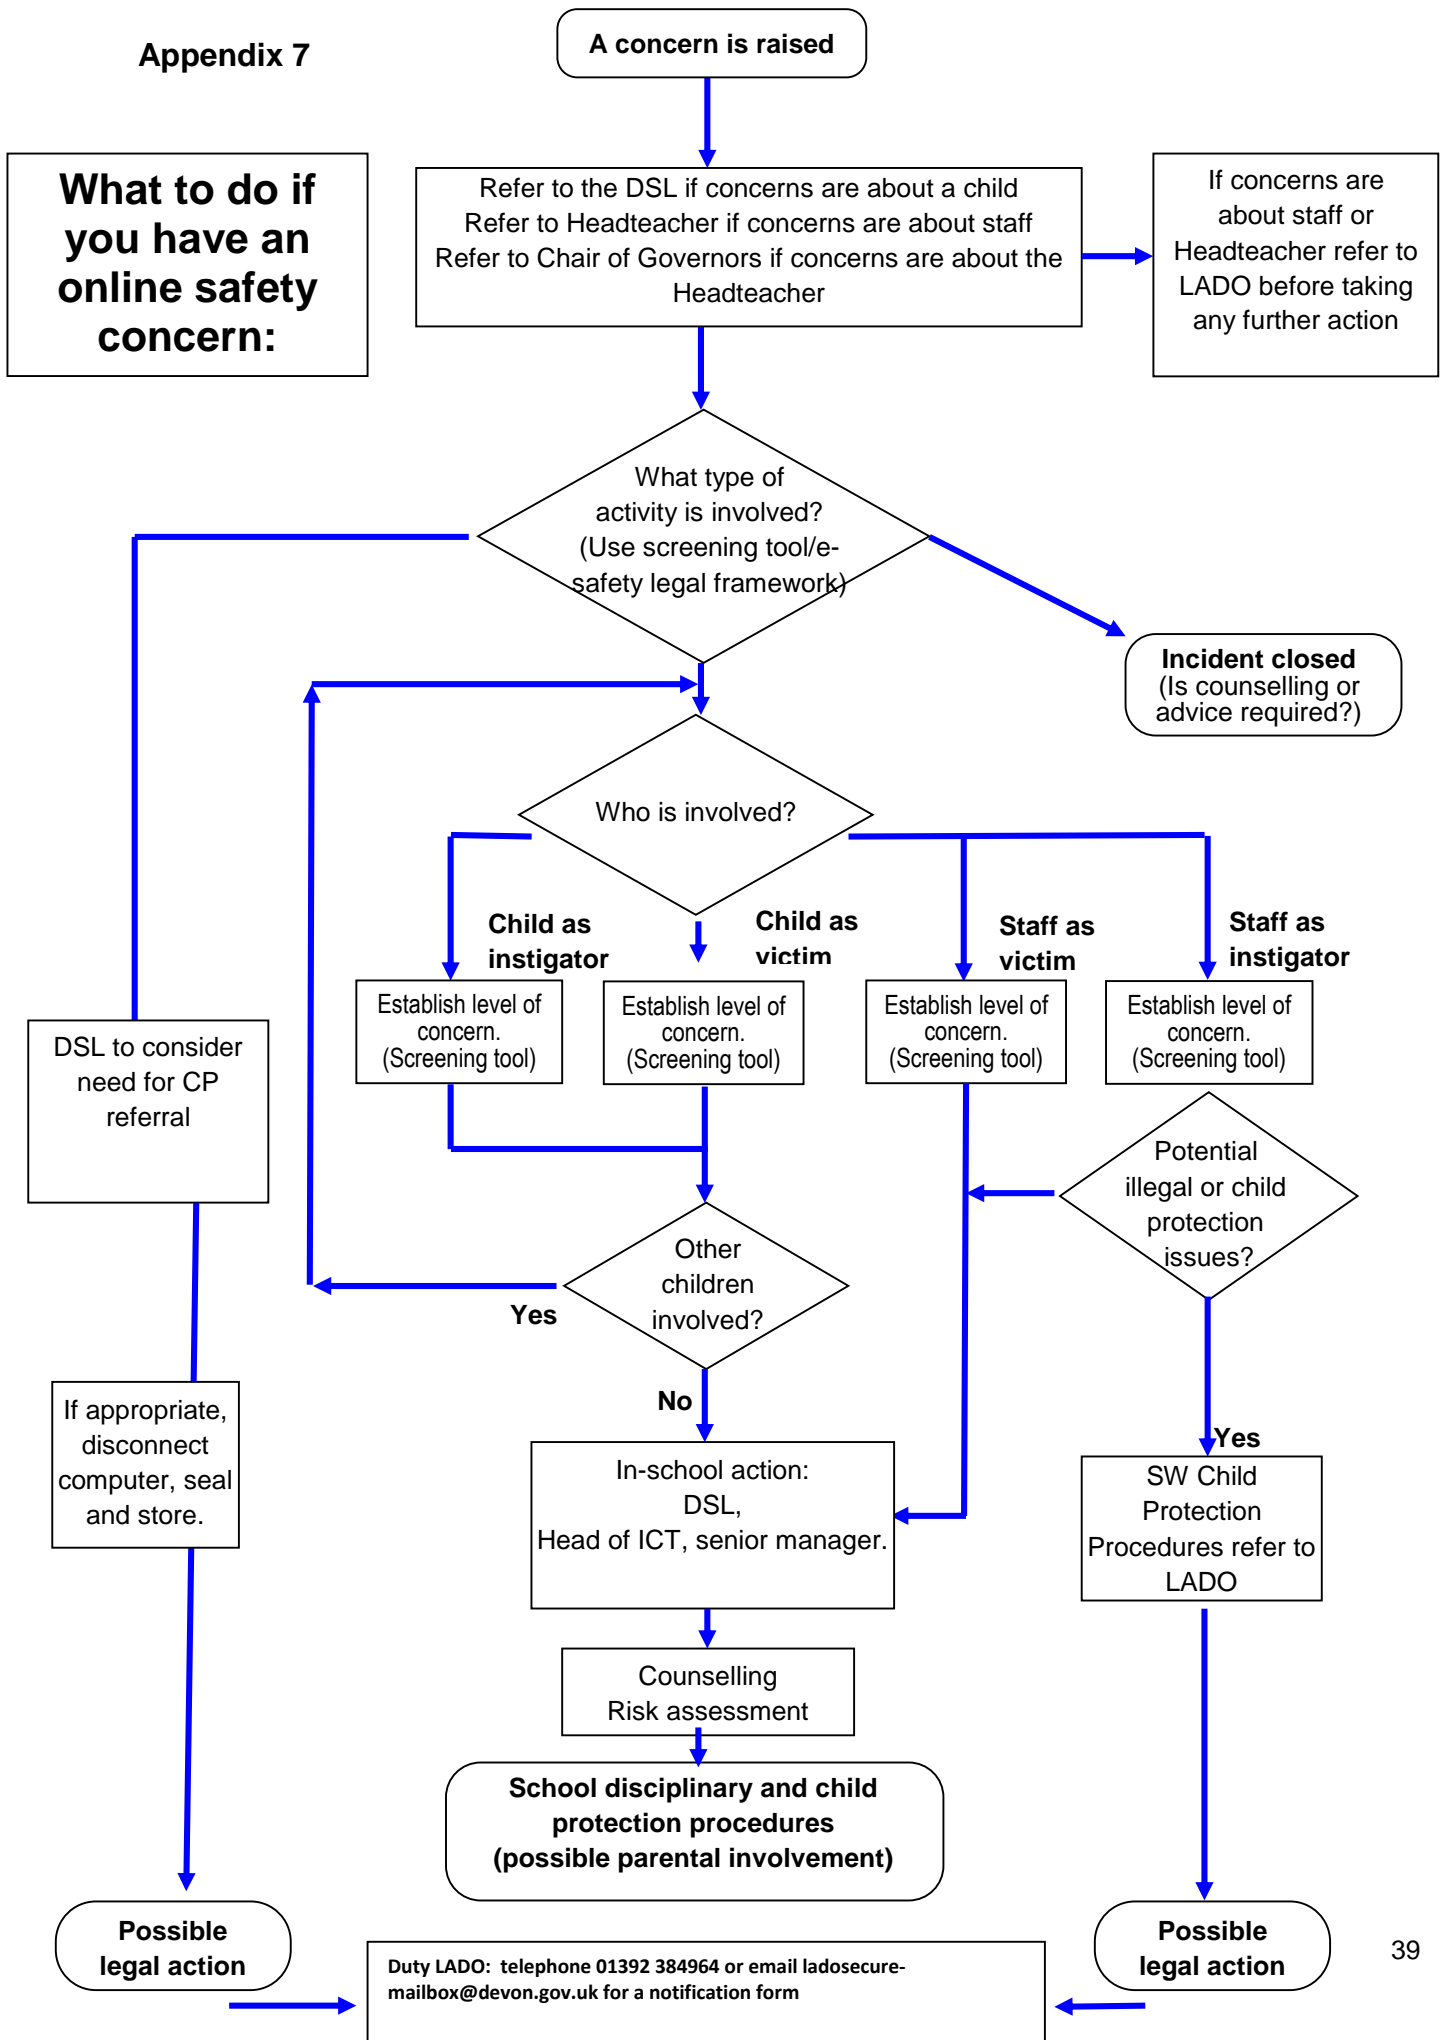 Appendix 7
A concern is raised
What to do if
you have an
online safety
concern:
Refer to the DSL if concerns are about a child
Refer to Headteacher if concerns are about staff
Refer to Chair of Governors if concerns are about the
Headteacher
If concerns are
about staff or
Headteacher refer to
LADO before taking
any further action
What type of
activity is involved?
(Use screening tool/e-
safety legal framework)
Incident closed
(Is counselling or
advice required?)
Who is involved?
Child as
instigator
Child as
victim
Staff as
victim
Staff as
instigator
Establish level of
concern.
(Screening tool)
Establish level of
concern.
(Screening tool)
Establish level of
concern.
(Screening tool)
Establish level of
concern.
(Screening tool)
DSL to consider
need for CP
referral
Potential
illegal or child
protection
issues?
Other
children
involved?
Yes
No
Yes
If appropriate,
disconnect
computer, seal
and store.
In-school action:
DSL,
Head of ICT, senior manager.
SW Child
Protection
Procedures refer to
LADO
Counselling
Risk assessment
School disciplinary and child
protection procedures
(possible parental involvement)
Possible
legal action
Possible
legal action
Duty LADO: telephone 01392 384964 or email ladosecure-
mailbox@devon.gov.uk for a notification form
39